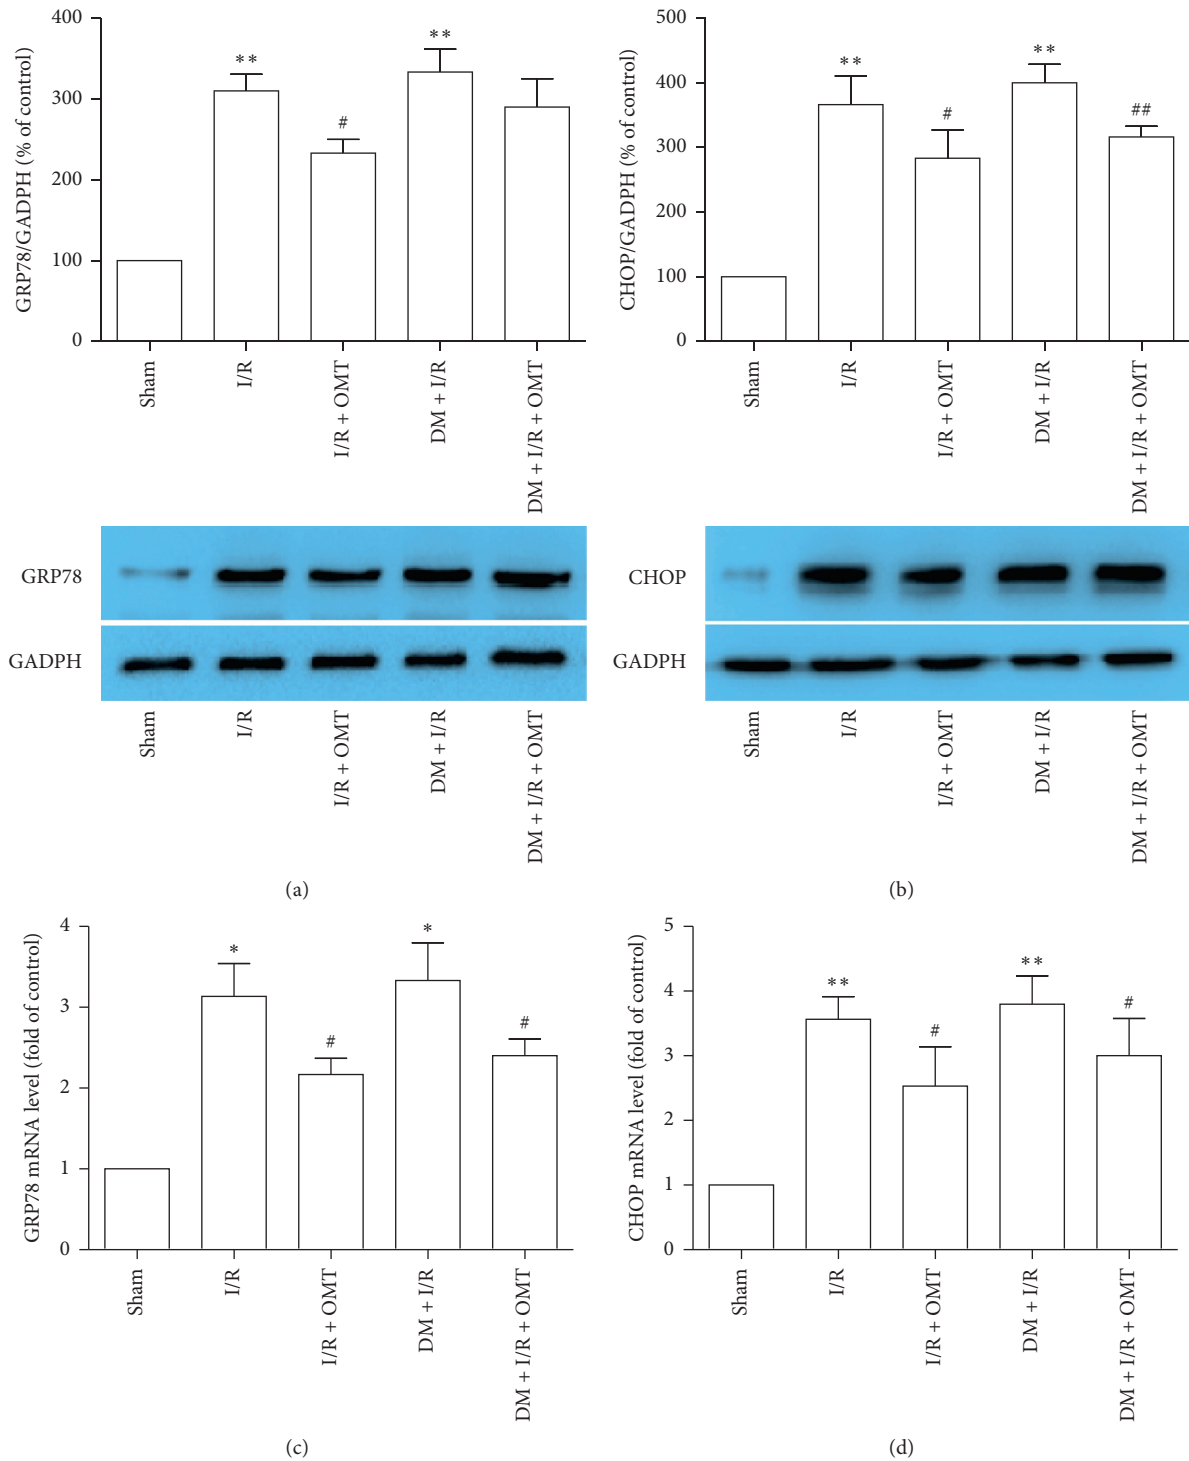 400
300
200
100
0
GRP78/GADPH (% of control)
**
#
**
Sham
I/R
I/R + OMT
DM + I/R
DM + I/R + OMT
GRP78
GADPH
Sham
I/R
I/R + OMT
DM + I/R
DM + I/R + OMT
(a)
500
400
300
200
100
0
CHOP/GADPH (% of control)
**
#
**
##
Sham
I/R
I/R + OMT
DM + I/R
DM + I/R + OMT
CHOP
GADPH
Sham
I/R
I/R + OMT
DM + I/R
DM + I/R + OMT
(b)
4
3
2
1
0
GRP78 mRNA level (fold of control)
*
#
*
#
Sham
I/R
I/R + OMT
DM + I/R
DM + I/R + OMT
(c)
5
4
3
2
1
0
CHOP mRNA level (fold of control)
**
#
**
#
Sham
I/R
I/R + OMT
DM + I/R
DM + I/R + OMT
(d)